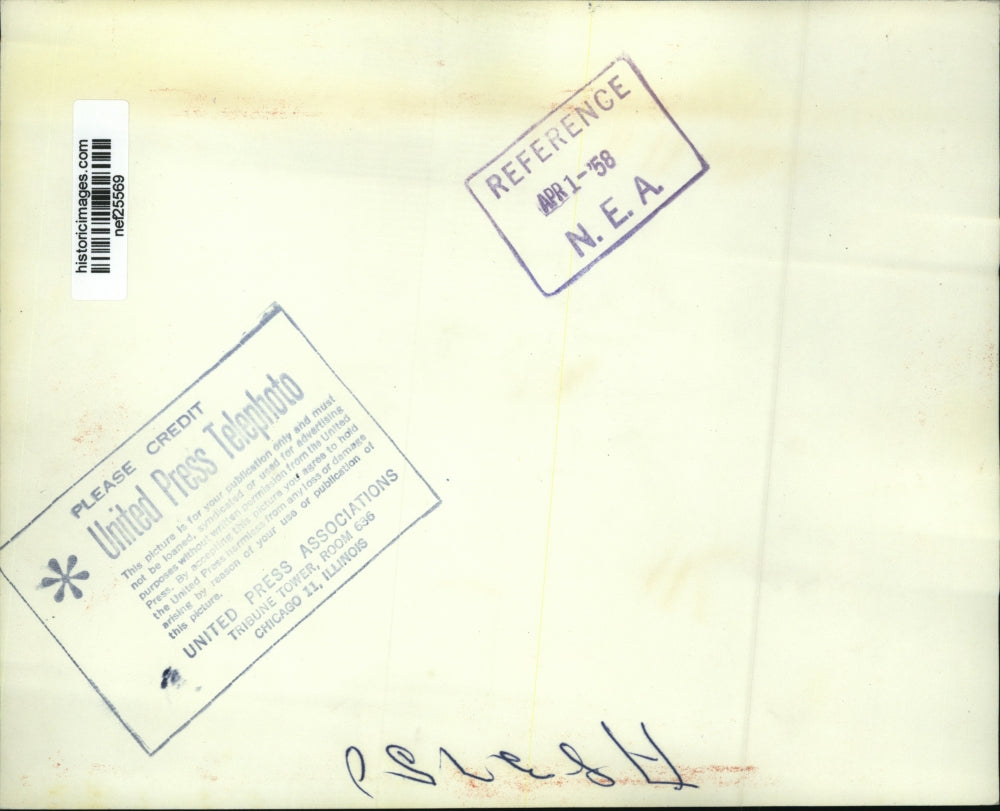 historicimages.com
nef25569
REFERENCE
APR 1-'58
N. E. A.
PLEASE CREDIT
United Press Telephoto
This picture is for your publication only and must
not be loaned, syndicated or used for advertising
purposes without written permission from the United
Press. By accepting this picture you agree to hold
the United Press harmless from any loss or damage
arising by reason of your use or publication of
this picture.
UNITED PRESS ASSOCIATIONS
TRIBUNE TOWER, ROOM 636
CHICAGO 11, ILLINOIS